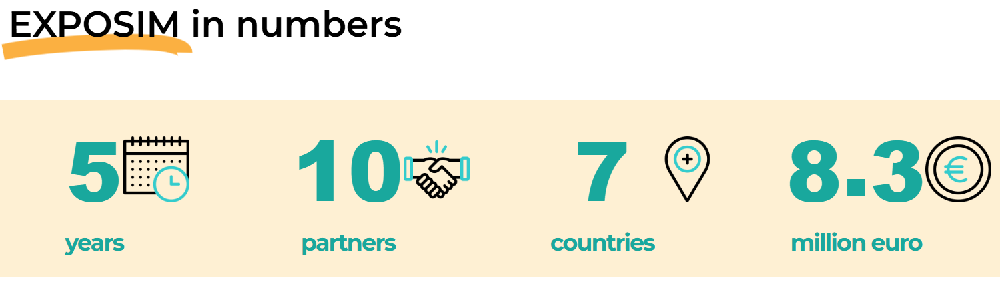 EXPOSIM in numbers
5 10 7 8.3
years partners countries million euro